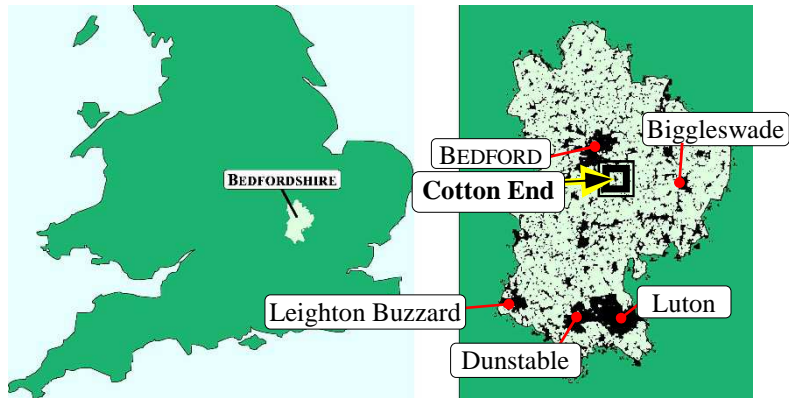 BEDFORDSHIRE
BEDFORD
Biggleswade
Cotton End
Leighton Buzzard
Luton
Dunstable